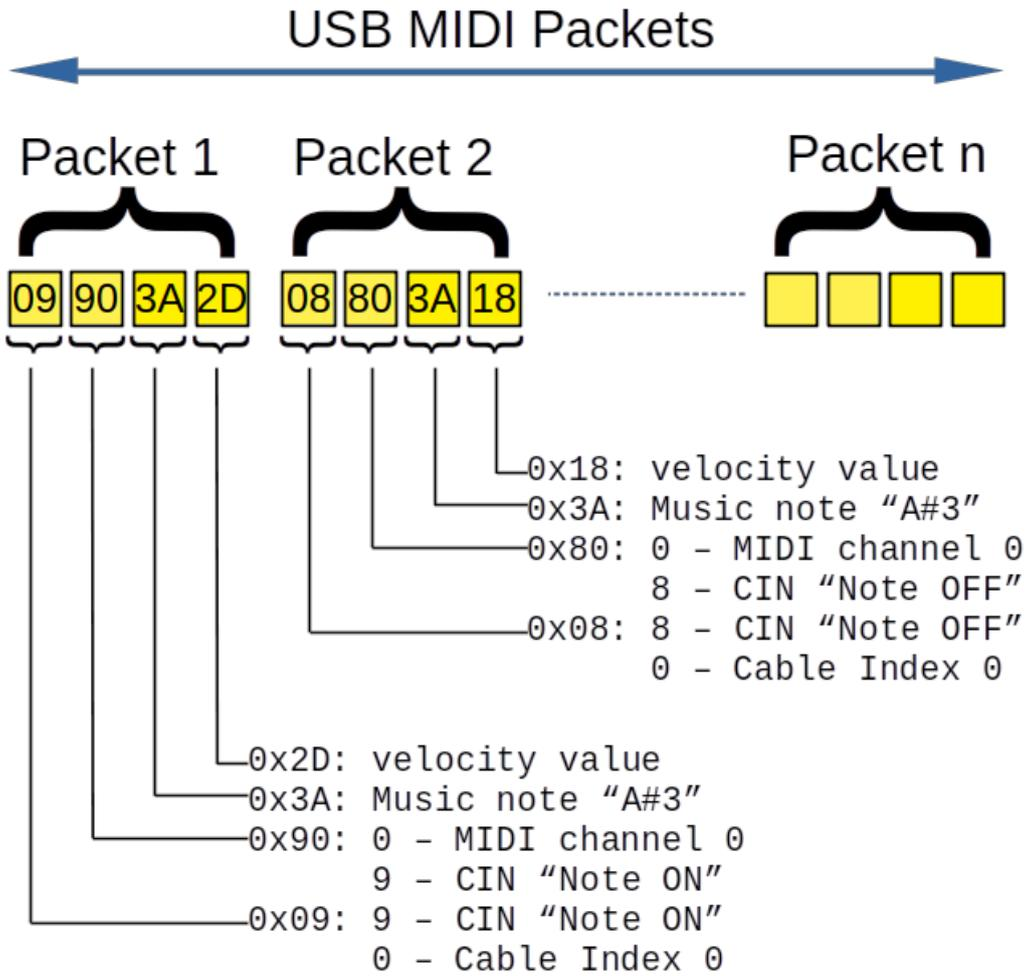 USB MIDI Packets
Packet 1 Packet 2 Packet n
09 90 3A 2D 08 80 3A 18
0x18: velocity value
0x3A: Music note “A#3”
0x80: 0 – MIDI channel 0
8 – CIN “Note OFF”
0x08: 8 – CIN “Note OFF”
0 – Cable Index 0
0x2D: velocity value
0x3A: Music note “A#3”
0x90: 0 – MIDI channel 0
9 – CIN “Note ON”
0x09: 9 – CIN “Note ON”
0 – Cable Index 0